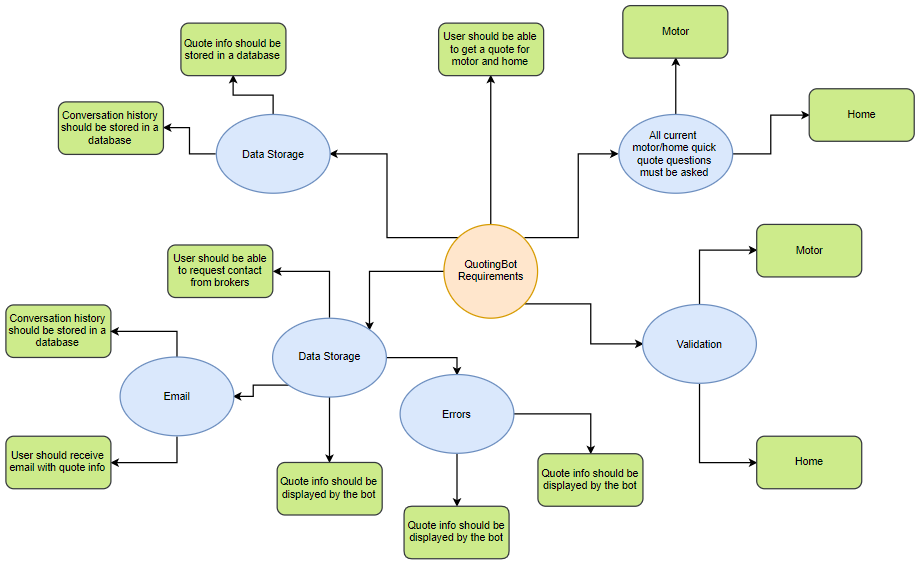 Quote info should be
stored in a database
User should be able
to get a quote for
motor and home
Motor
Conversation history
should be stored in a
database
Data Storage
All current
motor/home quick
quote questions
must be asked
Home
User should be able
to request contact
from brokers
QuotingBot
Requirements
Motor
Conversation history
should be stored in a
database
Data Storage
Validation
Email
Errors
User should receive
email with quote info
Quote info should be
displayed by the bot
Quote info should be
displayed by the bot
Home
Quote info should be
displayed by the bot